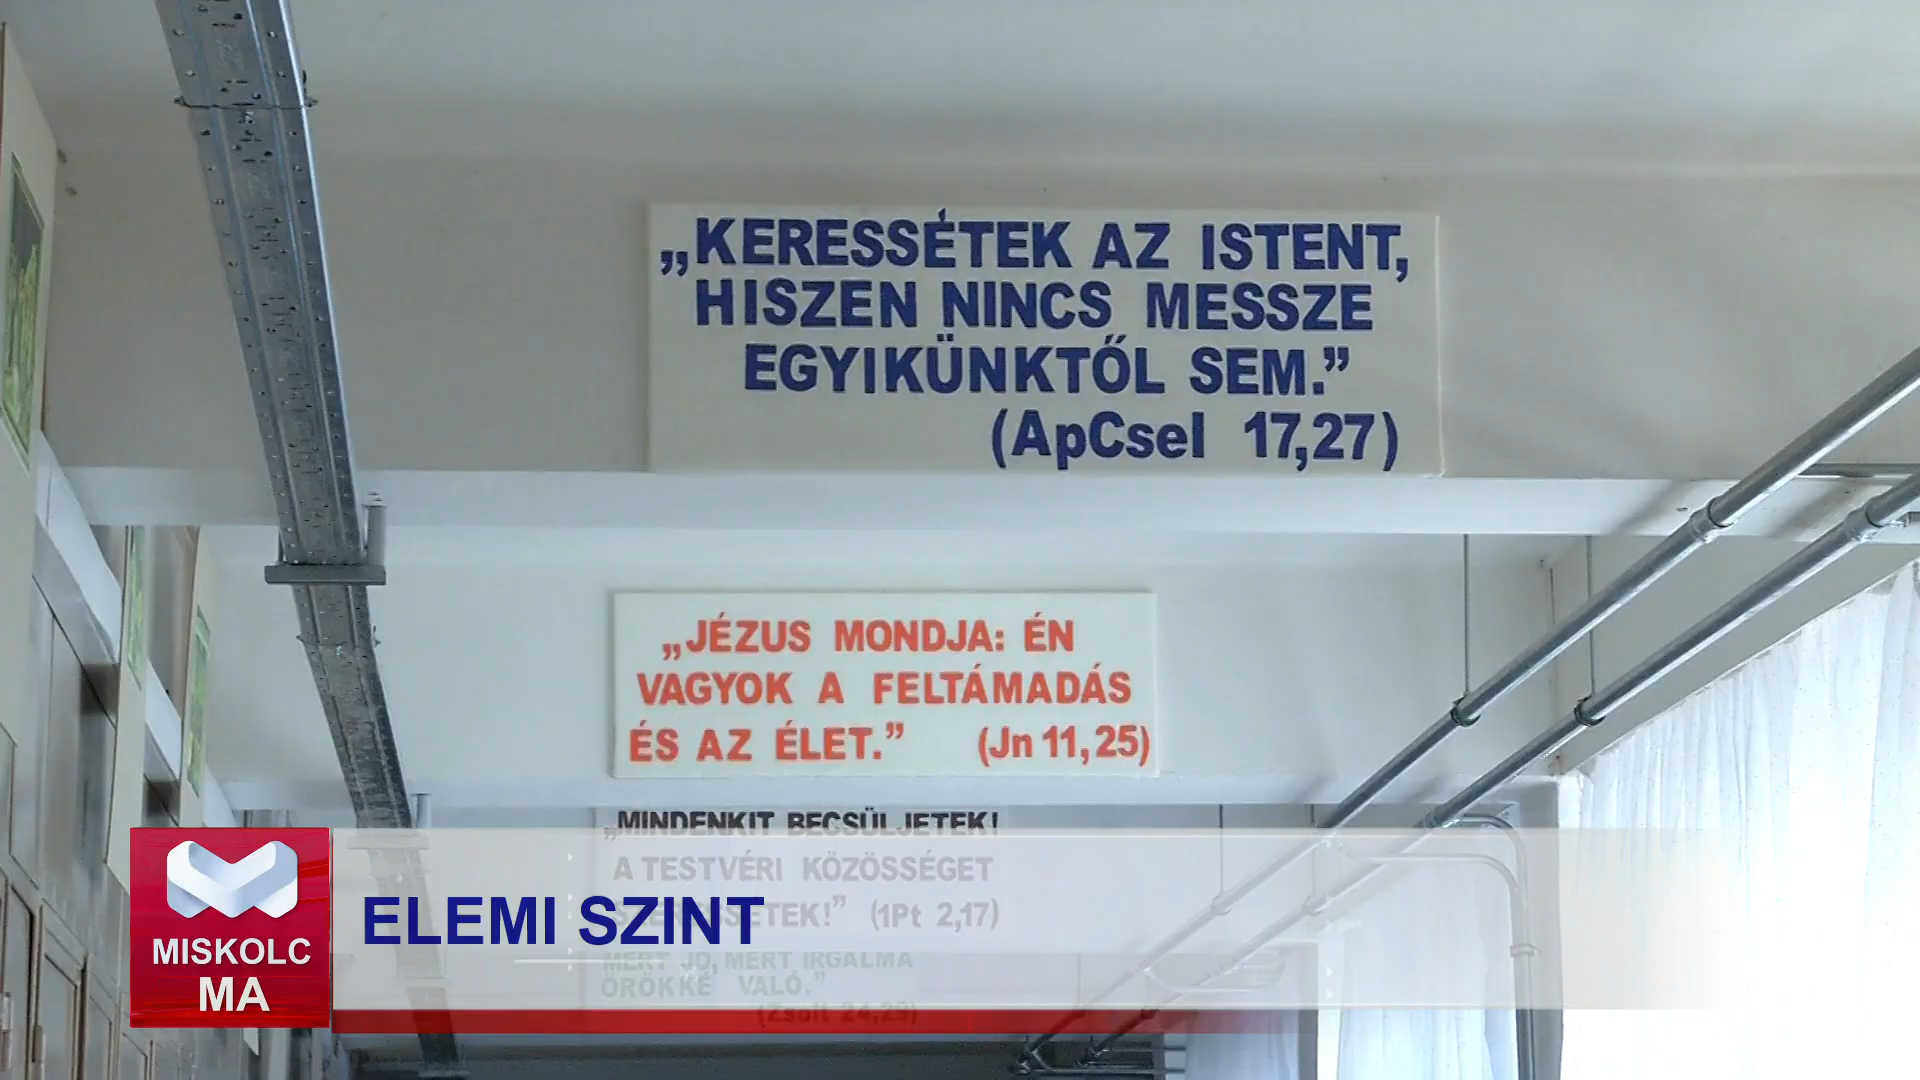 „KERESSÉTEK AZ ISTENT,
HISZEN NINCS MESSZE
EGYIKÜNKTŐL SEM.”
(ApCsel 17,27)
„JÉZUS MONDJA: ÉN
VAGYOK A FELTÁMADÁS
ÉS AZ ÉLET.” (Jn 11,25)
„MINDENKIT BECSÜLJETEK!
A TESTVÉRI KÖZÖSSÉGET
(1Pt 2,17)
MERT JÓ, MERT IRGALMA
ÖRÖKKÉ VALÓ.”
ELEMI SZINT
MISKOLC
MA